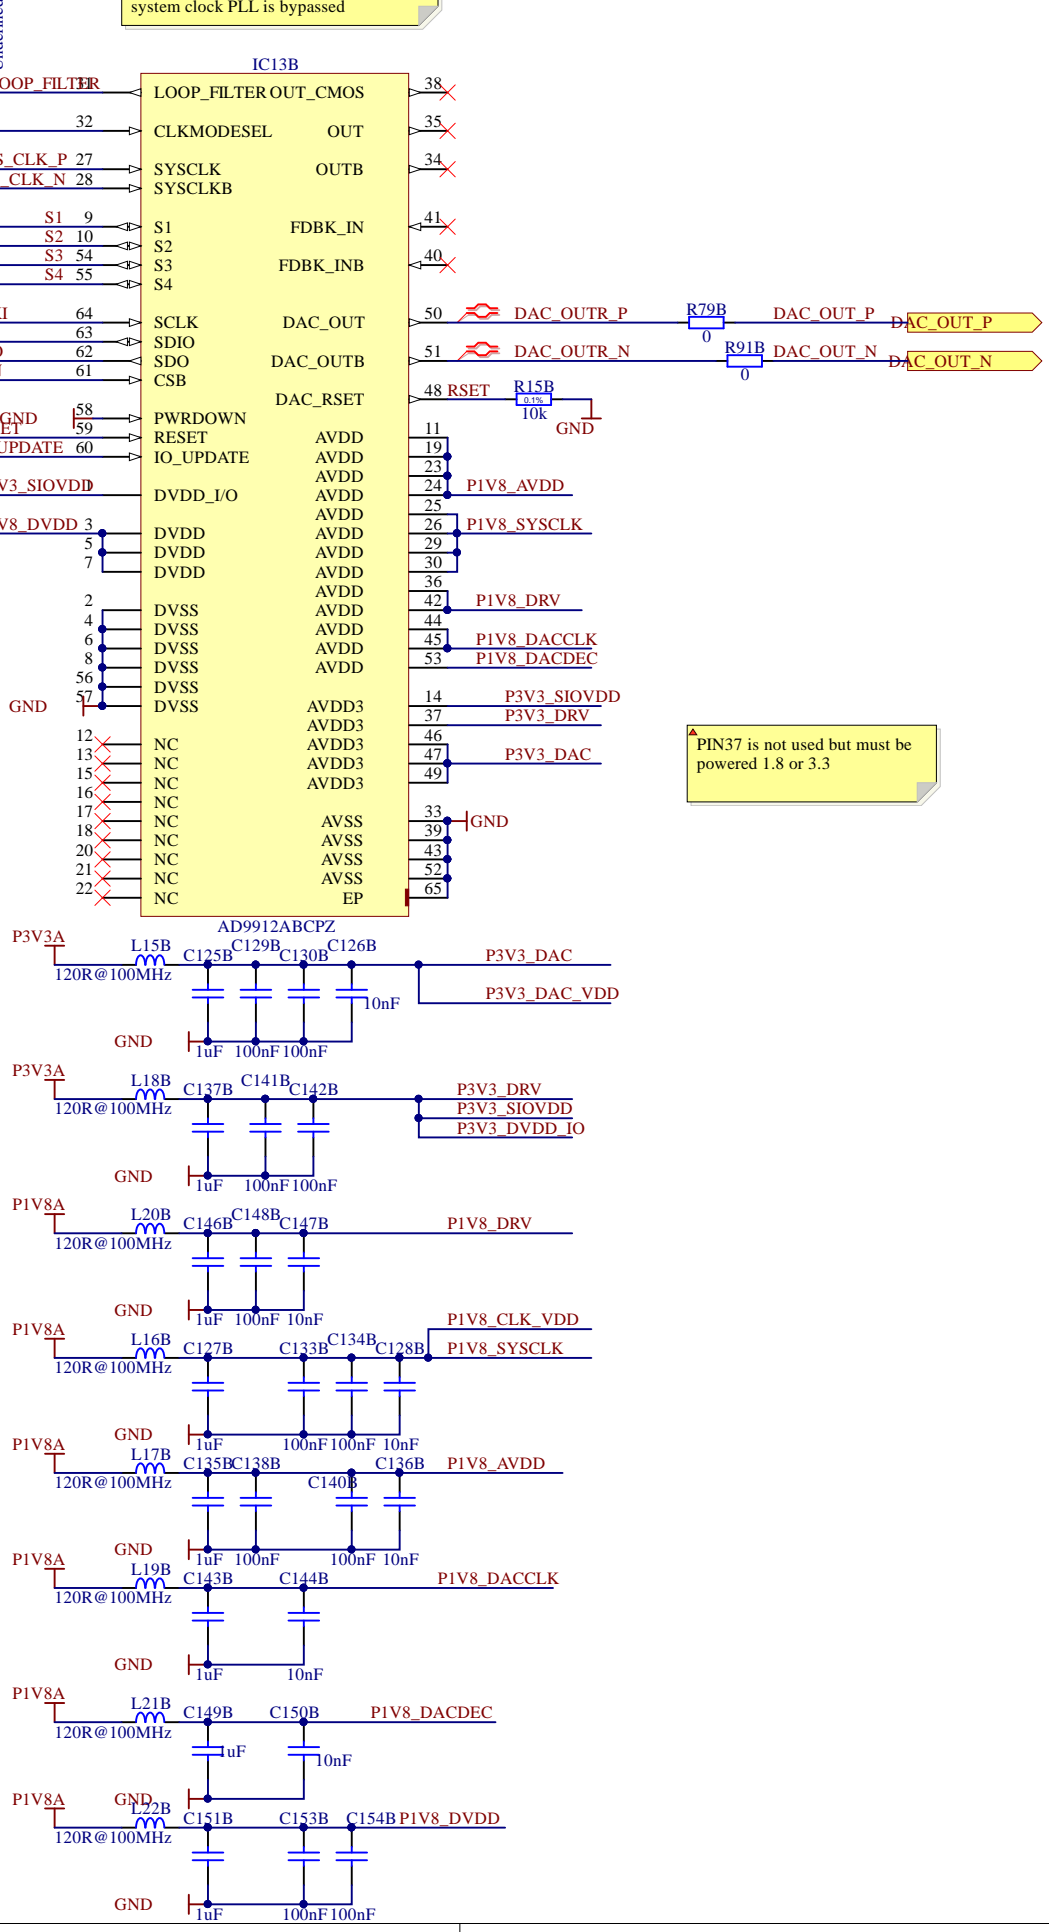 system clock PLL is bypassed
IC13B
OOP_FILTER 31 LOOP_FILTER OUT_CMOS 38
32 CLKMODESEL OUT 35
S_CLK_P 27 SYSCLK OUTB 34
_CLK_N 28 SYSCLKB
S1 9 S1 FDBK_IN 41
S2 10 S2
S3 54 S3 FDBK_INB 40
S4 55 S4
64 SCLK DAC_OUT 50 DAC_OUTR_P R79B 0 DAC_OUT_P DAC_OUT_P
63 SDIO
62 SDO DAC_OUTB 51 DAC_OUTR_N R91B 0 DAC_OUT_N DAC_OUT_N
61 CSB
DAC_RSET 48 RSET R15B 0.1% 10k GND
GND 58 PWRDOWN
ET 59 RESET AVDD 11
UPDATE 60 IO_UPDATE AVDD 19
AVDD 23
V3_SIOVDD 1 DVDD_I/O AVDD 24 P1V8_AVDD
AVDD 25
V8_DVDD 3 DVDD AVDD 26 P1V8_SYSCLK
5 DVDD AVDD 29
7 DVDD AVDD 30
AVDD 36
2 DVSS AVDD 42 P1V8_DRV
4 DVSS AVDD 44
6 DVSS AVDD 45 P1V8_DACCLK
8 DVSS AVDD 53 P1V8_DACDEC
56 DVSS
GND 57 DVSS AVDD3 14 P3V3_SIOVDD
AVDD3 37 P3V3_DRV
12 NC AVDD3 46
13 NC AVDD3 47 P3V3_DAC
15 NC AVDD3 49
16 NC
17 NC AVSS 33 GND
18 NC AVSS 39
20 NC AVSS 43
21 NC AVSS 52
22 NC EP 65
PIN37 is not used but must be
powered 1.8 or 3.3
AD9912ABCPZ
P3V3A L15B C125B C129B C130B C126B P3V3_DAC
120R@100MHz
10nF P3V3_DAC_VDD
GND 1uF 100nF 100nF
P3V3A L18B C137B C141B C142B P3V3_DRV
120R@100MHz P3V3_SIOVDD
P3V3_DVDD_IO
GND 1uF 100nF 100nF
P1V8A L20B C146B C148B C147B P1V8_DRV
120R@100MHz
GND 1uF 100nF 10nF
P1V8_CLK_VDD
P1V8A L16B C127B C133B C134B C128B P1V8_SYSCLK
120R@100MHz
GND 1uF 100nF 100nF 10nF
P1V8A L17B C135B C138B C140B C136B P1V8_AVDD
120R@100MHz
GND 1uF 100nF 100nF 10nF
P1V8A L19B C143B C144B P1V8_DACCLK
120R@100MHz
GND 1uF 10nF
P1V8A L21B C149B C150B P1V8_DACDEC
120R@100MHz
1uF 10nF
GND
P1V8A L22B C151B C153B C154B P1V8_DVDD
120R@100MHz
GND 1uF 100nF 100nF